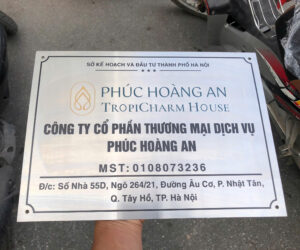 SỞ KẾ HOẠCH VÀ ĐẦU TƯ THÀNH PHỐ HÀ NỘI
PHÚC HOÀNG AN
TROPICHARM HOUSE
CÔNG TY CỔ PHẦN THƯƠNG MẠI DỊCH VỤ
PHÚC HOÀNG AN
MST: 0108073236
Đ/c: Số Nhà 55D, Ngõ 264/21, Đường Âu Cơ, P. Nhật Tân,
Q. Tây Hồ, TP. Hà Nội